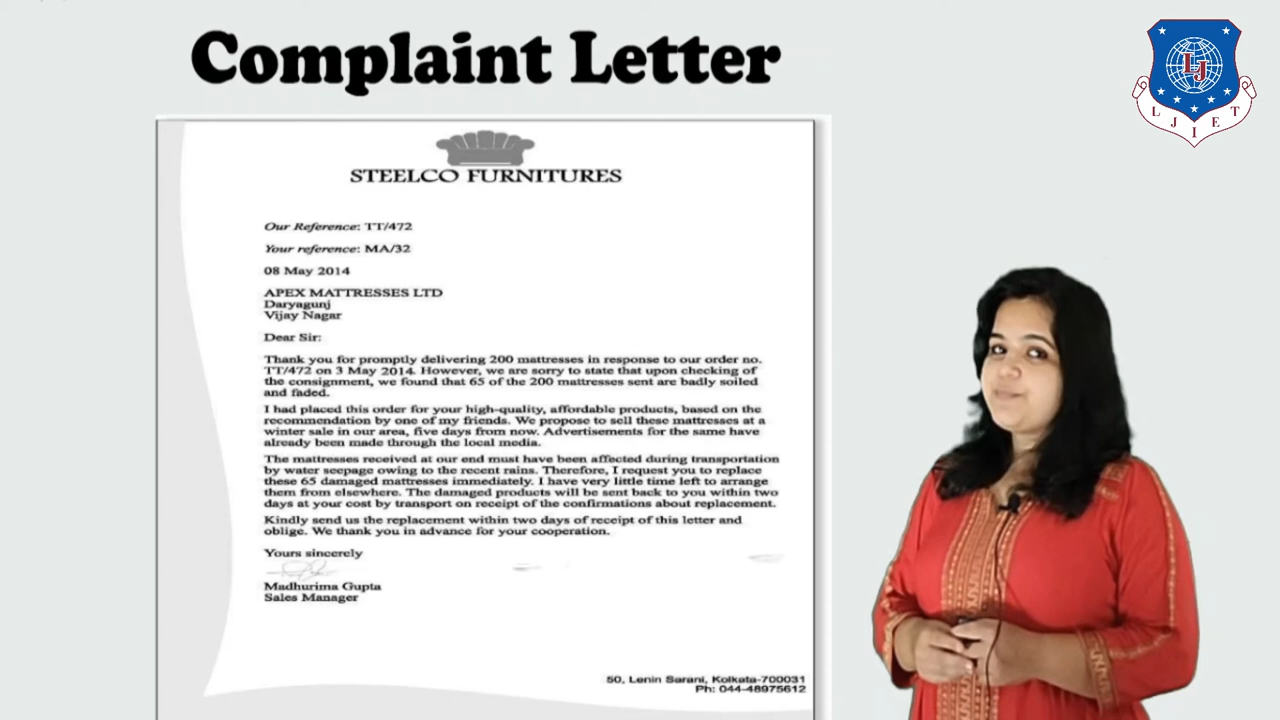 Complaint Letter
LJ
L J I E T
STEELCO FURNITURES
Our Reference: TT/472
Your reference: MA/32
08 May 2014
APEX MATTRESSES LTD
Daryagunj
Vijay Nagar
Dear Sir:
Thank you for promptly delivering 200 mattresses in response to our order no.
TT/472 on 3 May 2014. However, we are sorry to state that upon checking of
the consignment, we found that 65 of the 200 mattresses sent are badly soiled
and faded.
I had placed this order for your high-quality, affordable products, based on the
recommendation by one of my friends. We propose to sell these mattresses at a
winter sale in our area, five days from now. Advertisements for the same have
already been made through the local media.
The mattresses received at our end must have been affected during transportation
by water seepage owing to the recent rains. Therefore, I request you to replace
these 65 damaged mattresses immediately. I have very little time left to arrange
them from elsewhere. The damaged products will be sent back to you within two
days at your cost by transport on receipt of the confirmations about replacement.
Kindly send us the replacement within two days of receipt of this letter and
oblige. We thank you in advance for your cooperation.
Yours sincerely
Madhurima Gupta
Sales Manager
50, Lenin Sarani, Kolkata-700031
Ph: 044-48975612